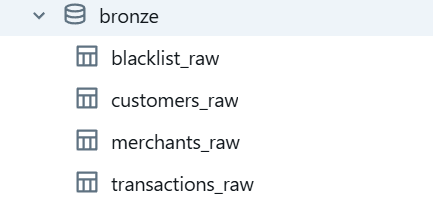 bronze
blacklist_raw
customers_raw
merchants_raw
transactions_raw